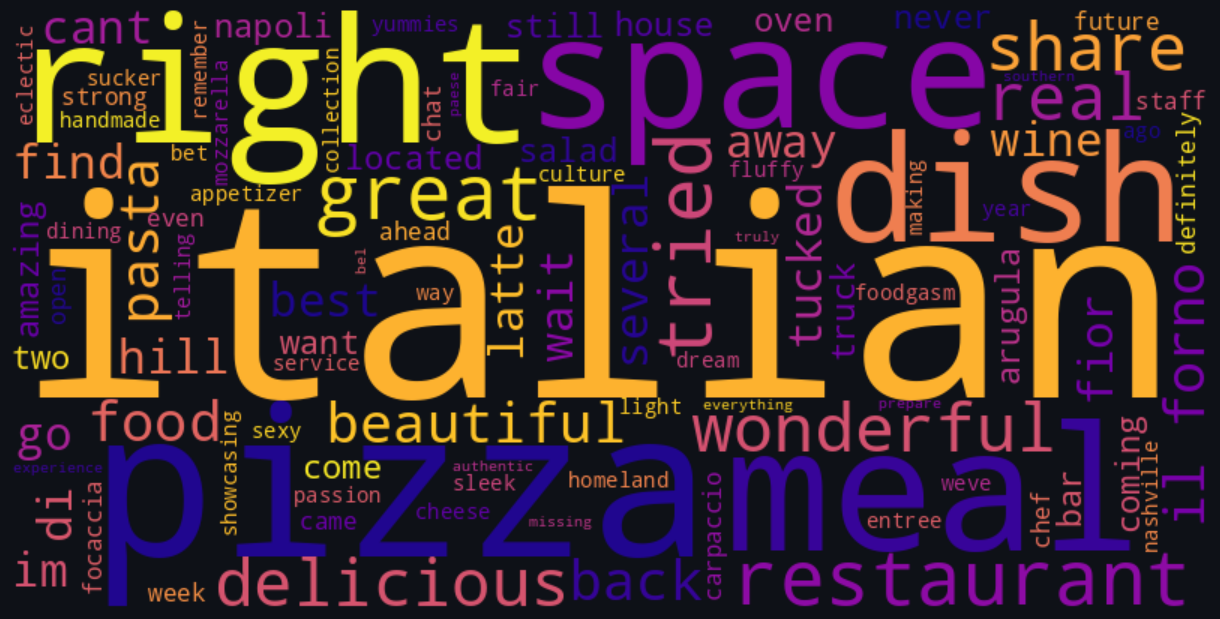 eclectic
cant
napoli
yummies
still house
oven
never
future
right
space
share
sucker
strong
handmade
remember
mozzarella
collection
chat
paese
fair
southern
real
staff
find
bet
located
salad
away
wine
ago
definitely
culture
fluffy
dish
making
year
appetizer
great
pasta
amazing
dining
even
telling
open
ahead
latte
wait
several
tried
truly
tucked
truck
italian
bel
best
way
foodgasm
arugula
fior
il forno
two
hill
want
service
dream
light
everything
prepare
go
food
showcasing
sexy
beautiful
wonderful
experience
pizza
meal
come
authentic
sleek
homeland
weve
passion
came
cheese
missing
carpaccio
entree
chef
bar
coming
nashville
di
focaccia
im
week
delicious
back
restaurant